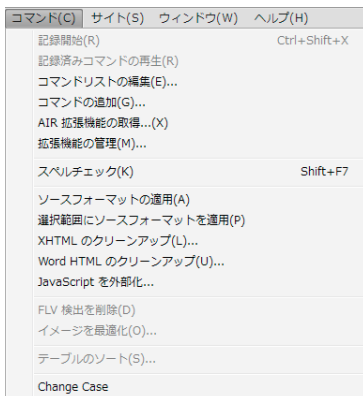 コマンド(C) サイト(S) ウィンドウ(W) ヘルプ(H)
記録開始(R) Ctrl+Shift+X
記録済みコマンドの再生(R)
コマンドリストの編集(E)...
コマンドの追加(G)...
AIR 拡張機能の取得...(X)
拡張機能の管理(M)...
スペルチェック(K) Shift+F7
ソースフォーマットの適用(A)
選択範囲にソースフォーマットを適用(P)
XHTML のクリーンアップ(L)...
Word HTML のクリーンアップ(U)...
JavaScript を外部化...
FLV 検出を削除(D)
イメージを最適化(O)...
テーブルのソート(S)...
Change Case